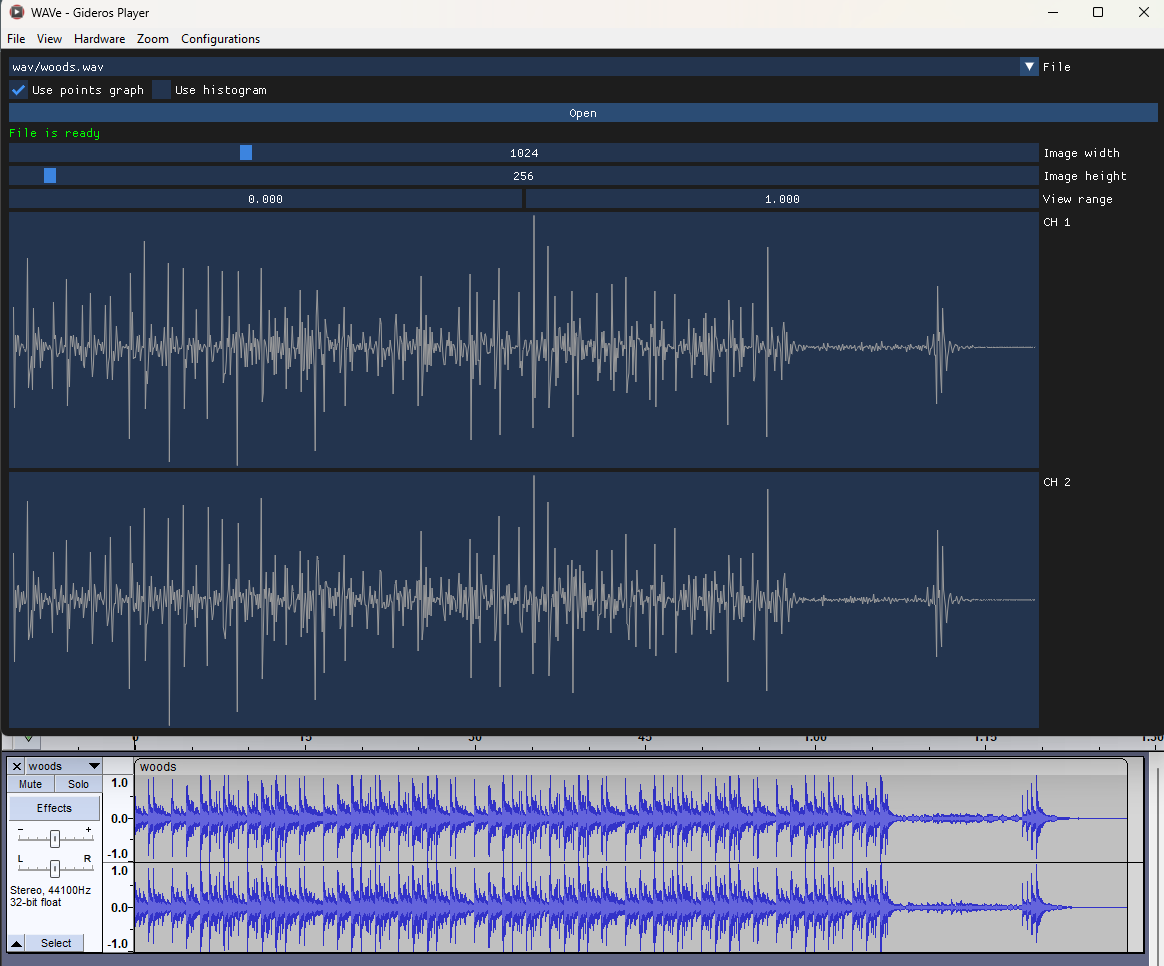 WAVe - Gideros Player
File View Hardware Zoom Configurations
wav/woods.wav File
Use points graph Use histogram
Open
File is ready
1024 Image width
256 Image height
0.000 1.000 View range
CH 1
CH 2
0 15 30 45 1:00 1:15 1:30
woods woods
Mute Solo
Effects
- +
L R
Stereo, 44100Hz
32-bit float
Select
1.0
0.0
-1.0
1.0
0.0
-1.0